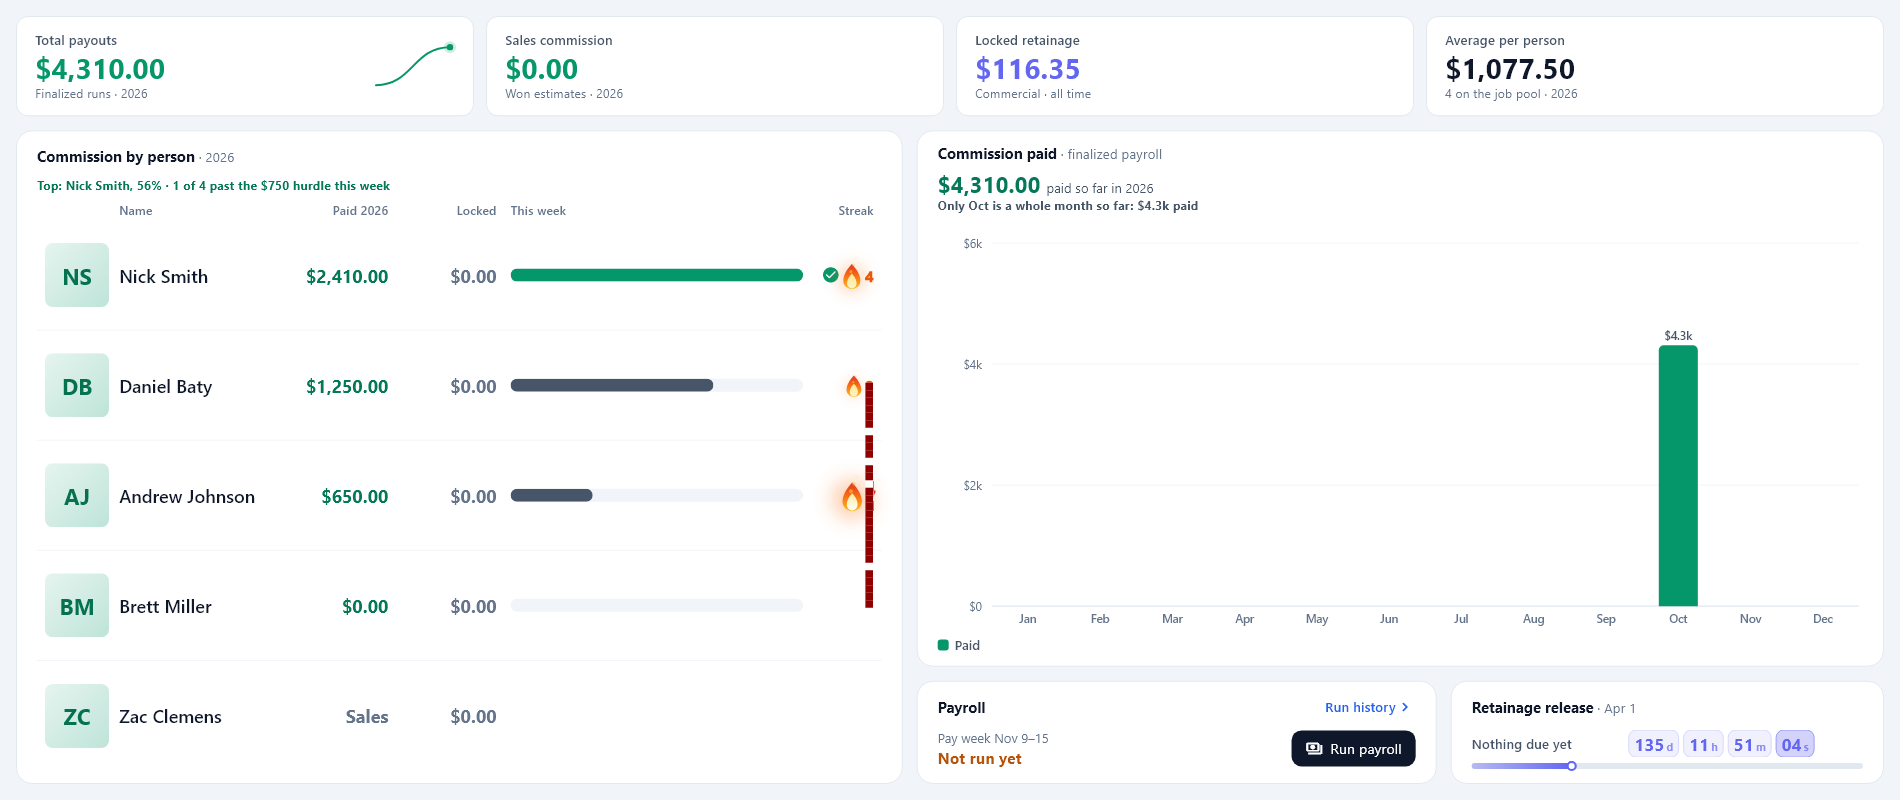 Total payouts
$4,310.00
Finalized runs · 2026
Sales commission
$0.00
Won estimates · 2026
Locked retainage
$116.35
Commercial · all time
Average per person
$1,077.50
4 on the job pool · 2026
Commission by person · 2026
Top: Nick Smith, 56% · 1 of 4 past the $750 hurdle this week
Name Paid 2026 Locked This week Streak
NS Nick Smith $2,410.00 $0.00 4
DB Daniel Baty $1,250.00 $0.00
AJ Andrew Johnson $650.00 $0.00
BM Brett Miller $0.00 $0.00
ZC Zac Clemens Sales $0.00
Commission paid · finalized payroll
$4,310.00 paid so far in 2026
Only Oct is a whole month so far: $4.3k paid
$6k
$4.3k
$4k
$2k
$0
Jan Feb Mar Apr May Jun Jul Aug Sep Oct Nov Dec
Paid
Payroll
Run history
Pay week Nov 9–15
Not run yet
Run payroll
Retainage release · Apr 1
Nothing due yet 135 d 11 h 51 m 04 s